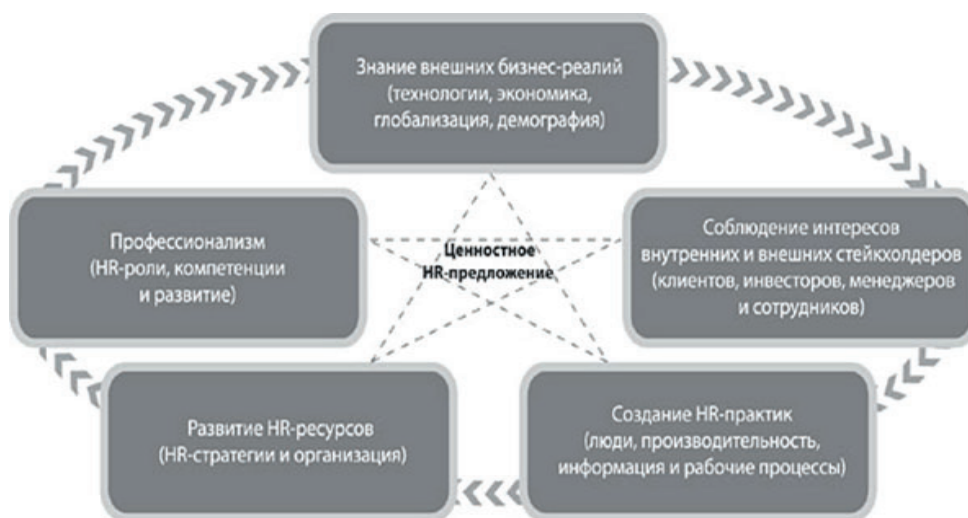 Знание внешних бизнес-реалий
(технологии, экономика,
глобализация, демография)
Профессионализм
(HR-роли, компетенции
и развитие)
Ценностное
HR-предложение
Соблюдение интересов
внутренних и внешних стейкхолдеров
(клиентов, инвесторов, менеджеров
и сотрудников)
Развитие HR-ресурсов
(HR-стратегии и организация)
Создание HR-практик
(люди, производительность,
информация и рабочие процессы)